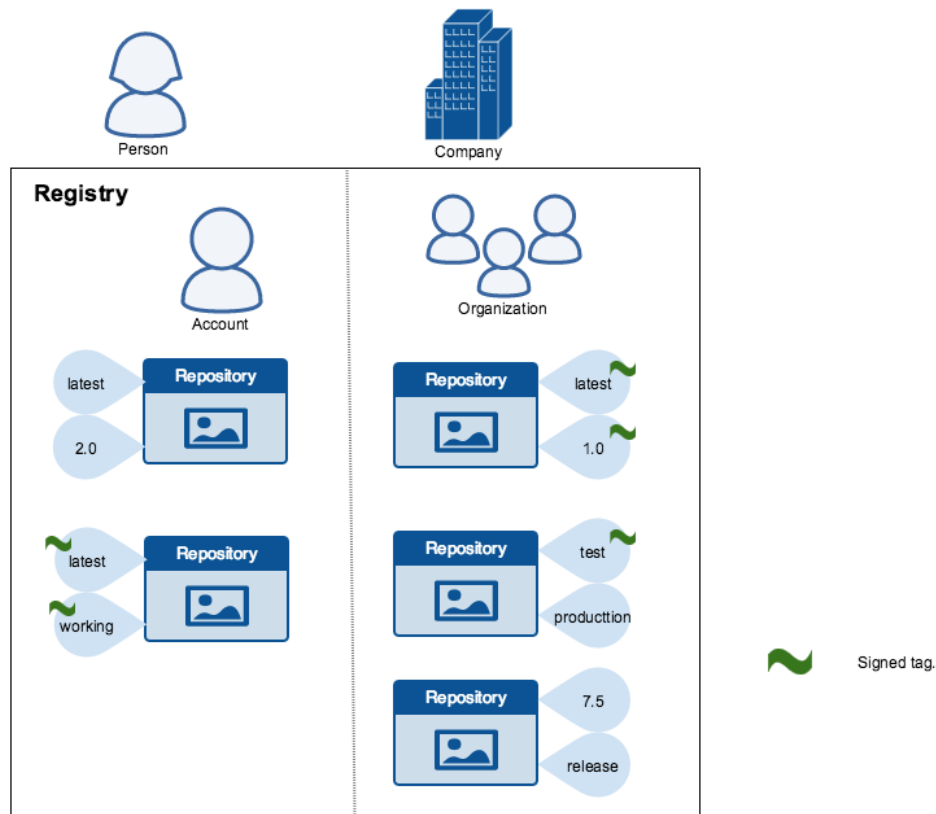 Person
Company
Registry
Account
Organization
Repository
latest
2.0
Repository
latest
working
Repository
latest
1.0
Repository
test
producttion
Repository
7.5
release
Signed tag.